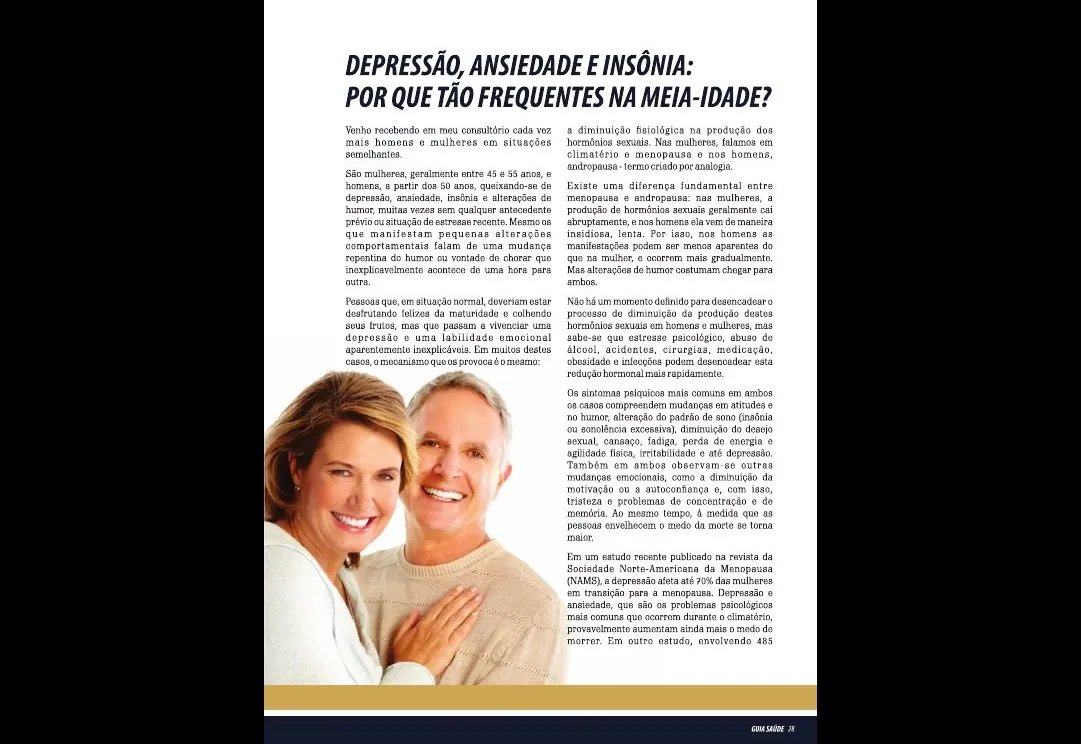 DEPRESSÃO, ANSIEDADE E INSÔNIA:
POR QUE TÃO FREQUENTES NA MEIA-IDADE?
Venho recebendo em meu consultório cada vez
mais homens e mulheres em situações
semelhantes.
São mulheres, geralmente entre 45 e 55 anos, e
homens, a partir dos 50 anos, queixando-se de
depressão, ansiedade, insônia e alterações de
humor, muitas vezes sem qualquer antecedente
prévio ou situação de estresse recente. Mesmo os
que manifestam pequenas alterações
comportamentais falam de uma mudança
repentina do humor ou vontade de chorar que
inexplicavelmente acontece de uma hora para
outra.
Pessoas que, em situação normal, deveriam estar
desfrutando felizes da maturidade e colhendo
seus frutos, mas que passam a vivenciar uma
depressão e uma labilidade emocional
aparentemente inexplicáveis. Em muitos destes
casos, o mecanismo que os provoca é o mesmo:
a diminuição fisiológica na produção dos
hormônios sexuais. Nas mulheres, falamos em
climatério e menopausa e nos homens,
andropausa - termo criado por analogia.
Existe uma diferença fundamental entre
menopausa e andropausa: nas mulheres, a
produção de hormônios sexuais geralmente cai
abruptamente, e nos homens ela vem de maneira
insidiosa, lenta. Por isso, nos homens as
manifestações podem ser menos aparentes do
que na mulher, e ocorrem mais gradualmente.
Mas alterações de humor costumam chegar para
ambos.
Não há um momento definido para desencadear o
processo de diminuição da produção destes
hormônios sexuais em homens e mulheres, mas
sabe-se que estresse psicológico, abuso de
álcool, acidentes, cirurgias, medicação,
obesidade e infecções podem desencadear esta
redução hormonal mais rapidamente.
Os sintomas psíquicos mais comuns em ambos
os casos compreendem mudanças em atitudes e
no humor, alteração do padrão de sono (insônia
ou sonolência excessiva), diminuição do desejo
sexual, cansaço, fadiga, perda de energia e
agilidade física, irritabilidade e até depressão.
Também em ambos observam-se outras
mudanças emocionais, como a diminuição da
motivação ou a autoconfiança e, com isso,
tristeza e problemas de concentração e de
memória. Ao mesmo tempo, à medida que as
pessoas envelhecem o medo da morte se torna
maior.
Em um estudo recente publicado na revista da
Sociedade Norte-Americana da Menopausa
(NAMS), a depressão afeta até 70% das mulheres
em transição para a menopausa. Depressão e
ansiedade, que são os problemas psicológicos
mais comuns que ocorrem durante o climatério,
provavelmente aumentam ainda mais o medo de
morrer. Em outro estudo, envolvendo 485
GUIA SAÚDE 28